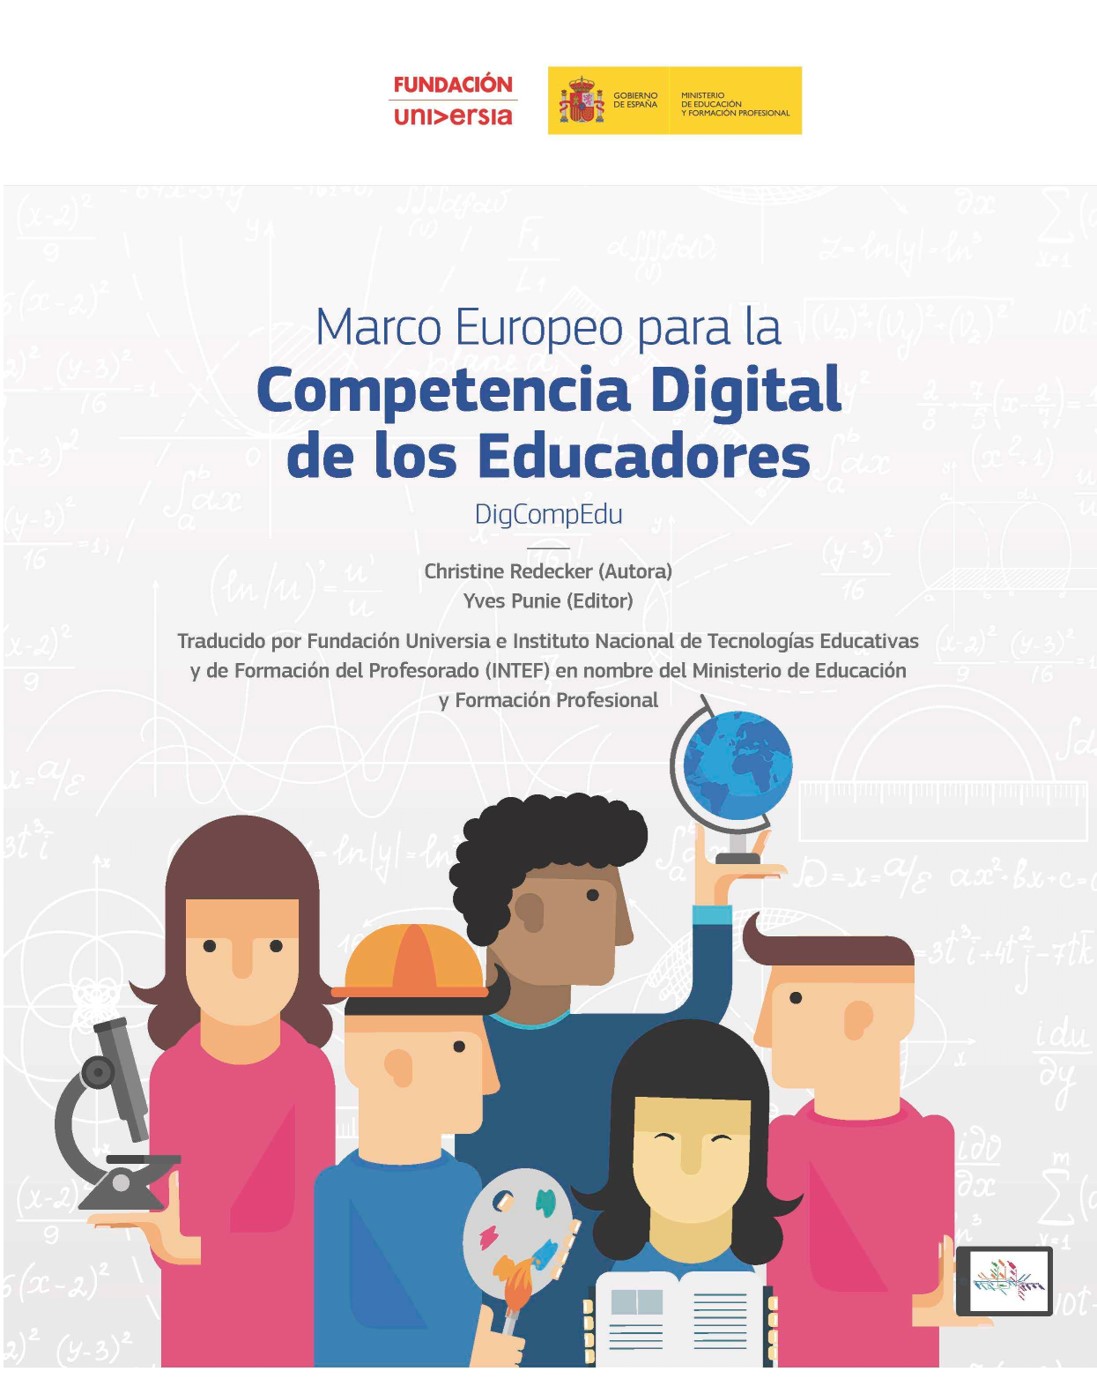 FUNDACIÓN
uni>ersia
GOBIERNO
DE ESPAÑA
MINISTERIO
DE EDUCACIÓN
Y FORMACIÓN PROFESIONAL
Marco Europeo para la
Competencia Digital
de los Educadores
DigCompEdu
Christine Redecker (Autora)
Yves Punie (Editor)
Traducido por Fundación Universia e Instituto Nacional de Tecnologías Educativas
y de Formación del Profesorado (INTEF) en nombre del Ministerio de Educación
y Formación Profesional